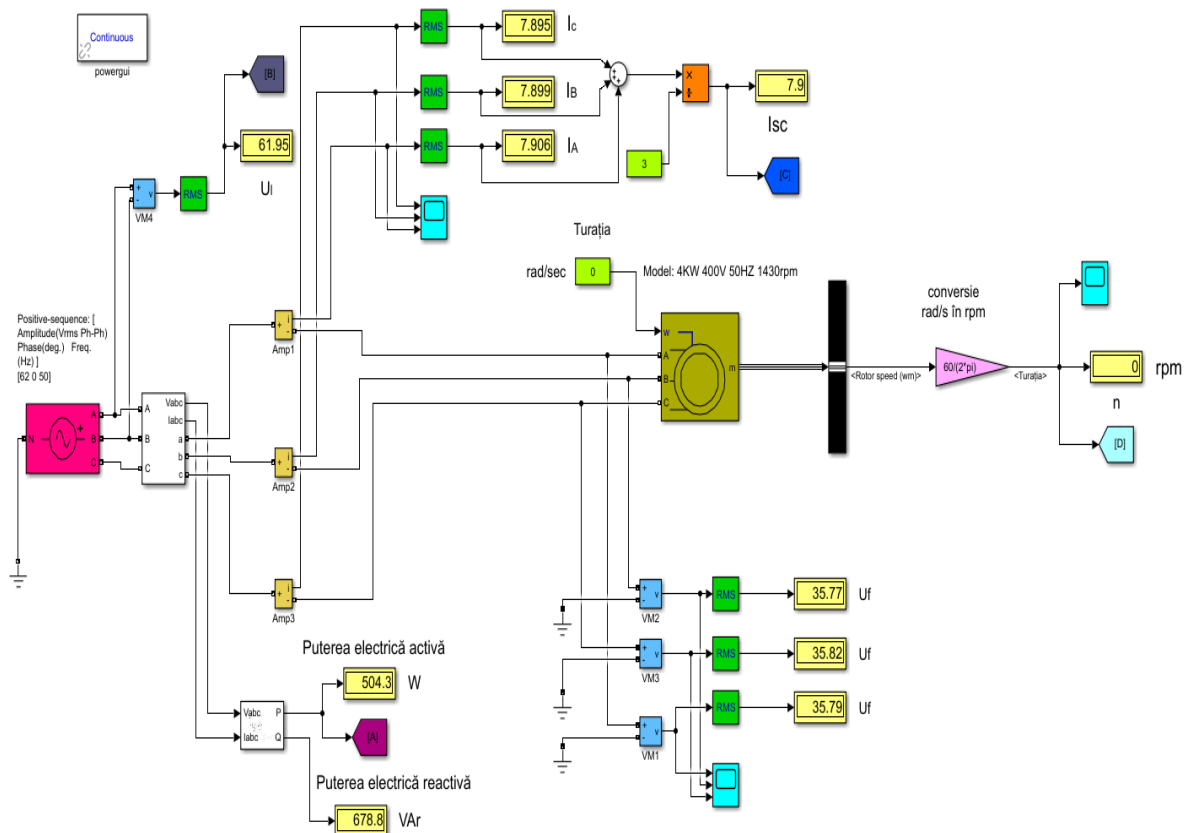 Continuous
powergui
[B]
61.95
Ul
+
-
v
VM4
RMS
RMS
7.895
Ic
RMS
7.899
IB
RMS
7.906
IA
+
+
+
3
×
÷
7.9
Isc
[C]
Turația
rad/sec
0
Model: 4KW 400V 50HZ 1430rpm
w
A
B
C
m
<Rotor speed (wm)>
conversie
rad/s în rpm
60/(2*pi)
<Turația>
0
rpm
n
[D]
Positive-sequence: [
Amplitude(Vrms Ph-Ph)
Phase(deg.) Freq.
(Hz) ]
[62 0 50]
N
+
A
B
C
A
B
C
Vabc
Iabc
a
b
c
+
i
-
Amp1
+
i
-
Amp2
+
i
-
Amp3
+
-
v
VM2
RMS
35.77
Uf
+
-
v
VM3
RMS
35.82
Uf
+
-
v
VM1
RMS
35.79
Uf
Puterea electrică activă
504.3
W
Vabc
Iabc
P
Q
[A]
Puterea electrică reactivă
678.8
VAr